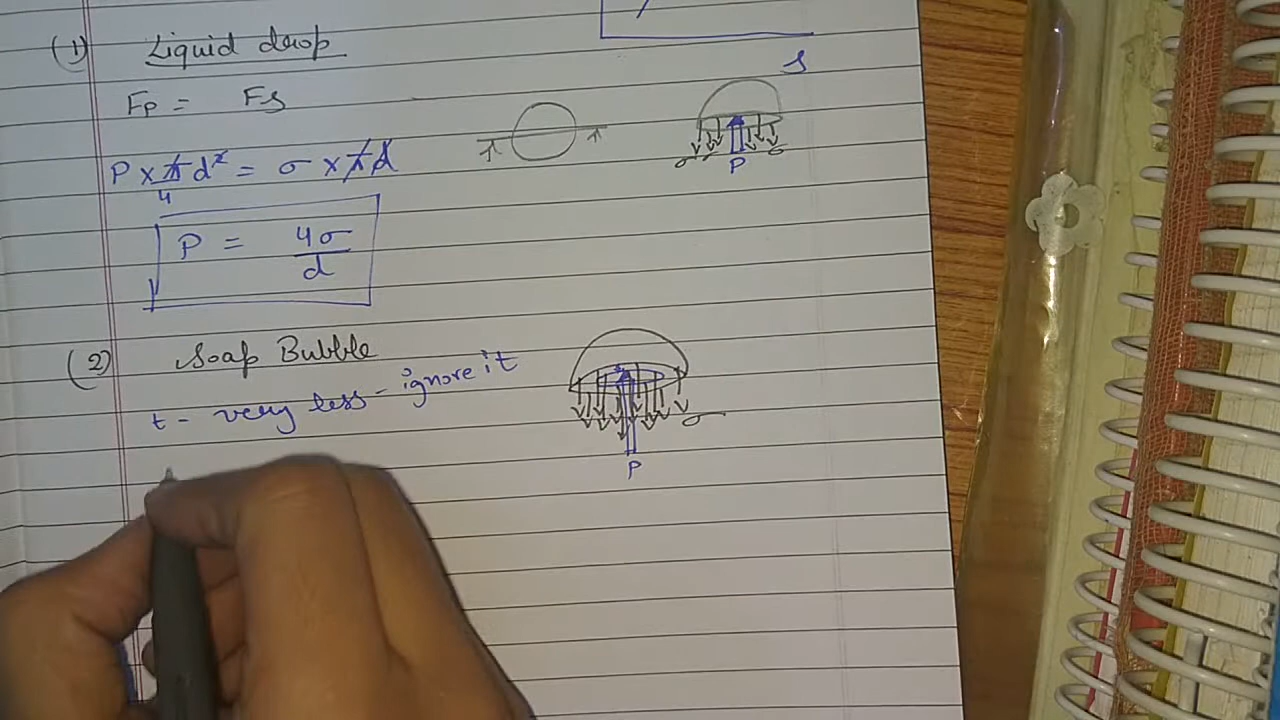 (1) Liquid drop
Fp = Fs
P × π/4 d² = σ × πd
P = 4σ/d
s
σ P σ
(2) Soap Bubble
t - very less - ignore it
σ
P